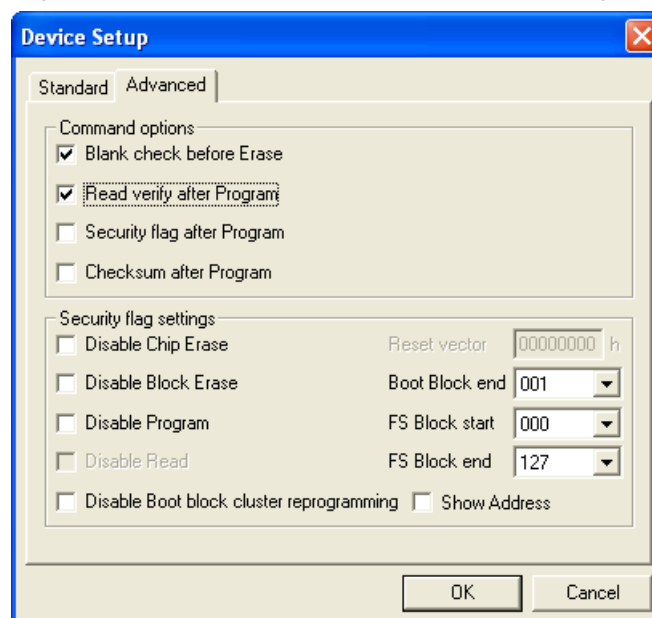 Device Setup
Standard Advanced
Command options
Blank check before Erase
Read verify after Program
Security flag after Program
Checksum after Program
Security flag settings
Disable Chip Erase Reset vector 00000000 h
Disable Block Erase Boot Block end 001
Disable Program FS Block start 000
Disable Read FS Block end 127
Disable Boot block cluster reprogramming Show Address
OK Cancel